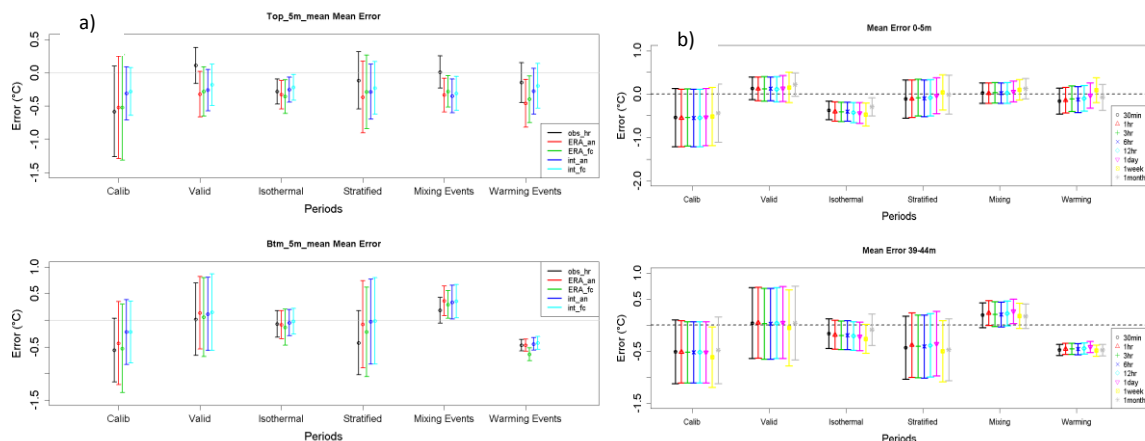 a)
Top_5m_mean Mean Error
Error (°C)
0.5
0.0
-0.5
-1.0
-1.5
obs_hr
ERA_an
ERA_fc
int_an
int_fc
Calib Valid Isothermal Stratified Mixing Events Warming Events
Periods
Btm_5m_mean Mean Error
Error (°C)
1.0
0.5
-0.5
-1.5
obs_hr
ERA_an
ERA_fc
int_an
int_fc
Calib Valid Isothermal Stratified Mixing Events Warming Events
Periods
b)
Mean Error 0-5m
Error (°C)
1.0
0.0
-1.0
-2.0
30min
1hr
3hr
6hr
12hr
1day
1week
1month
Calib Valid Isothermal Stratified Mixing Warming
Periods
Mean Error 39-44m
Error (°C)
1.0
0.5
-0.5
-1.5
30min
1hr
3hr
6hr
12hr
1day
1week
1month
Calib Valid Isothermal Stratified Mixing Warming
Periods